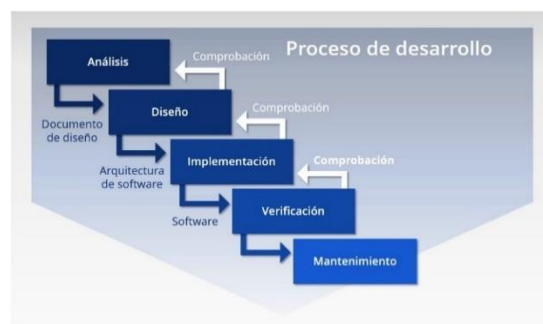 Proceso de desarrollo
Análisis
Comprobación
Documento
de diseño
Diseño
Comprobación
Arquitectura
de software
Implementación
Comprobación
Software
Verificación
Mantenimiento